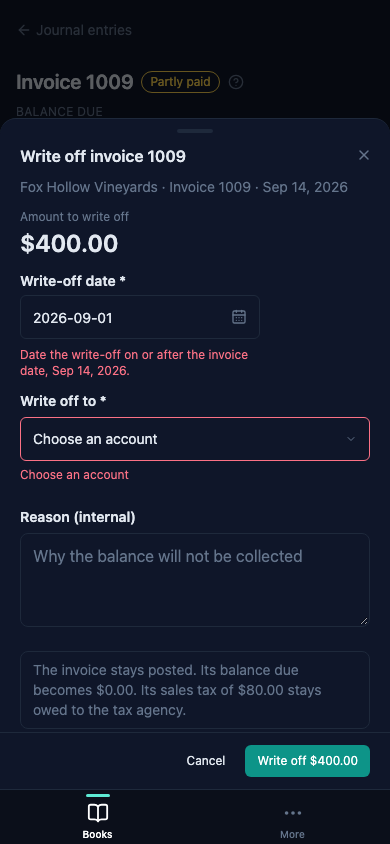 Journal entries
Invoice 1009
Partly paid
?
BALANCE DUE
Write off invoice 1009
Fox Hollow Vineyards · Invoice 1009 · Sep 14, 2026
Amount to write off
$400.00
Write-off date *
2026-09-01
Date the write-off on or after the invoice
date, Sep 14, 2026.
Write off to *
Choose an account
Choose an account
Reason (internal)
Why the balance will not be collected
The invoice stays posted. Its balance due
becomes $0.00. Its sales tax of $80.00 stays
owed to the tax agency.
Cancel
Write off $400.00
Books
More